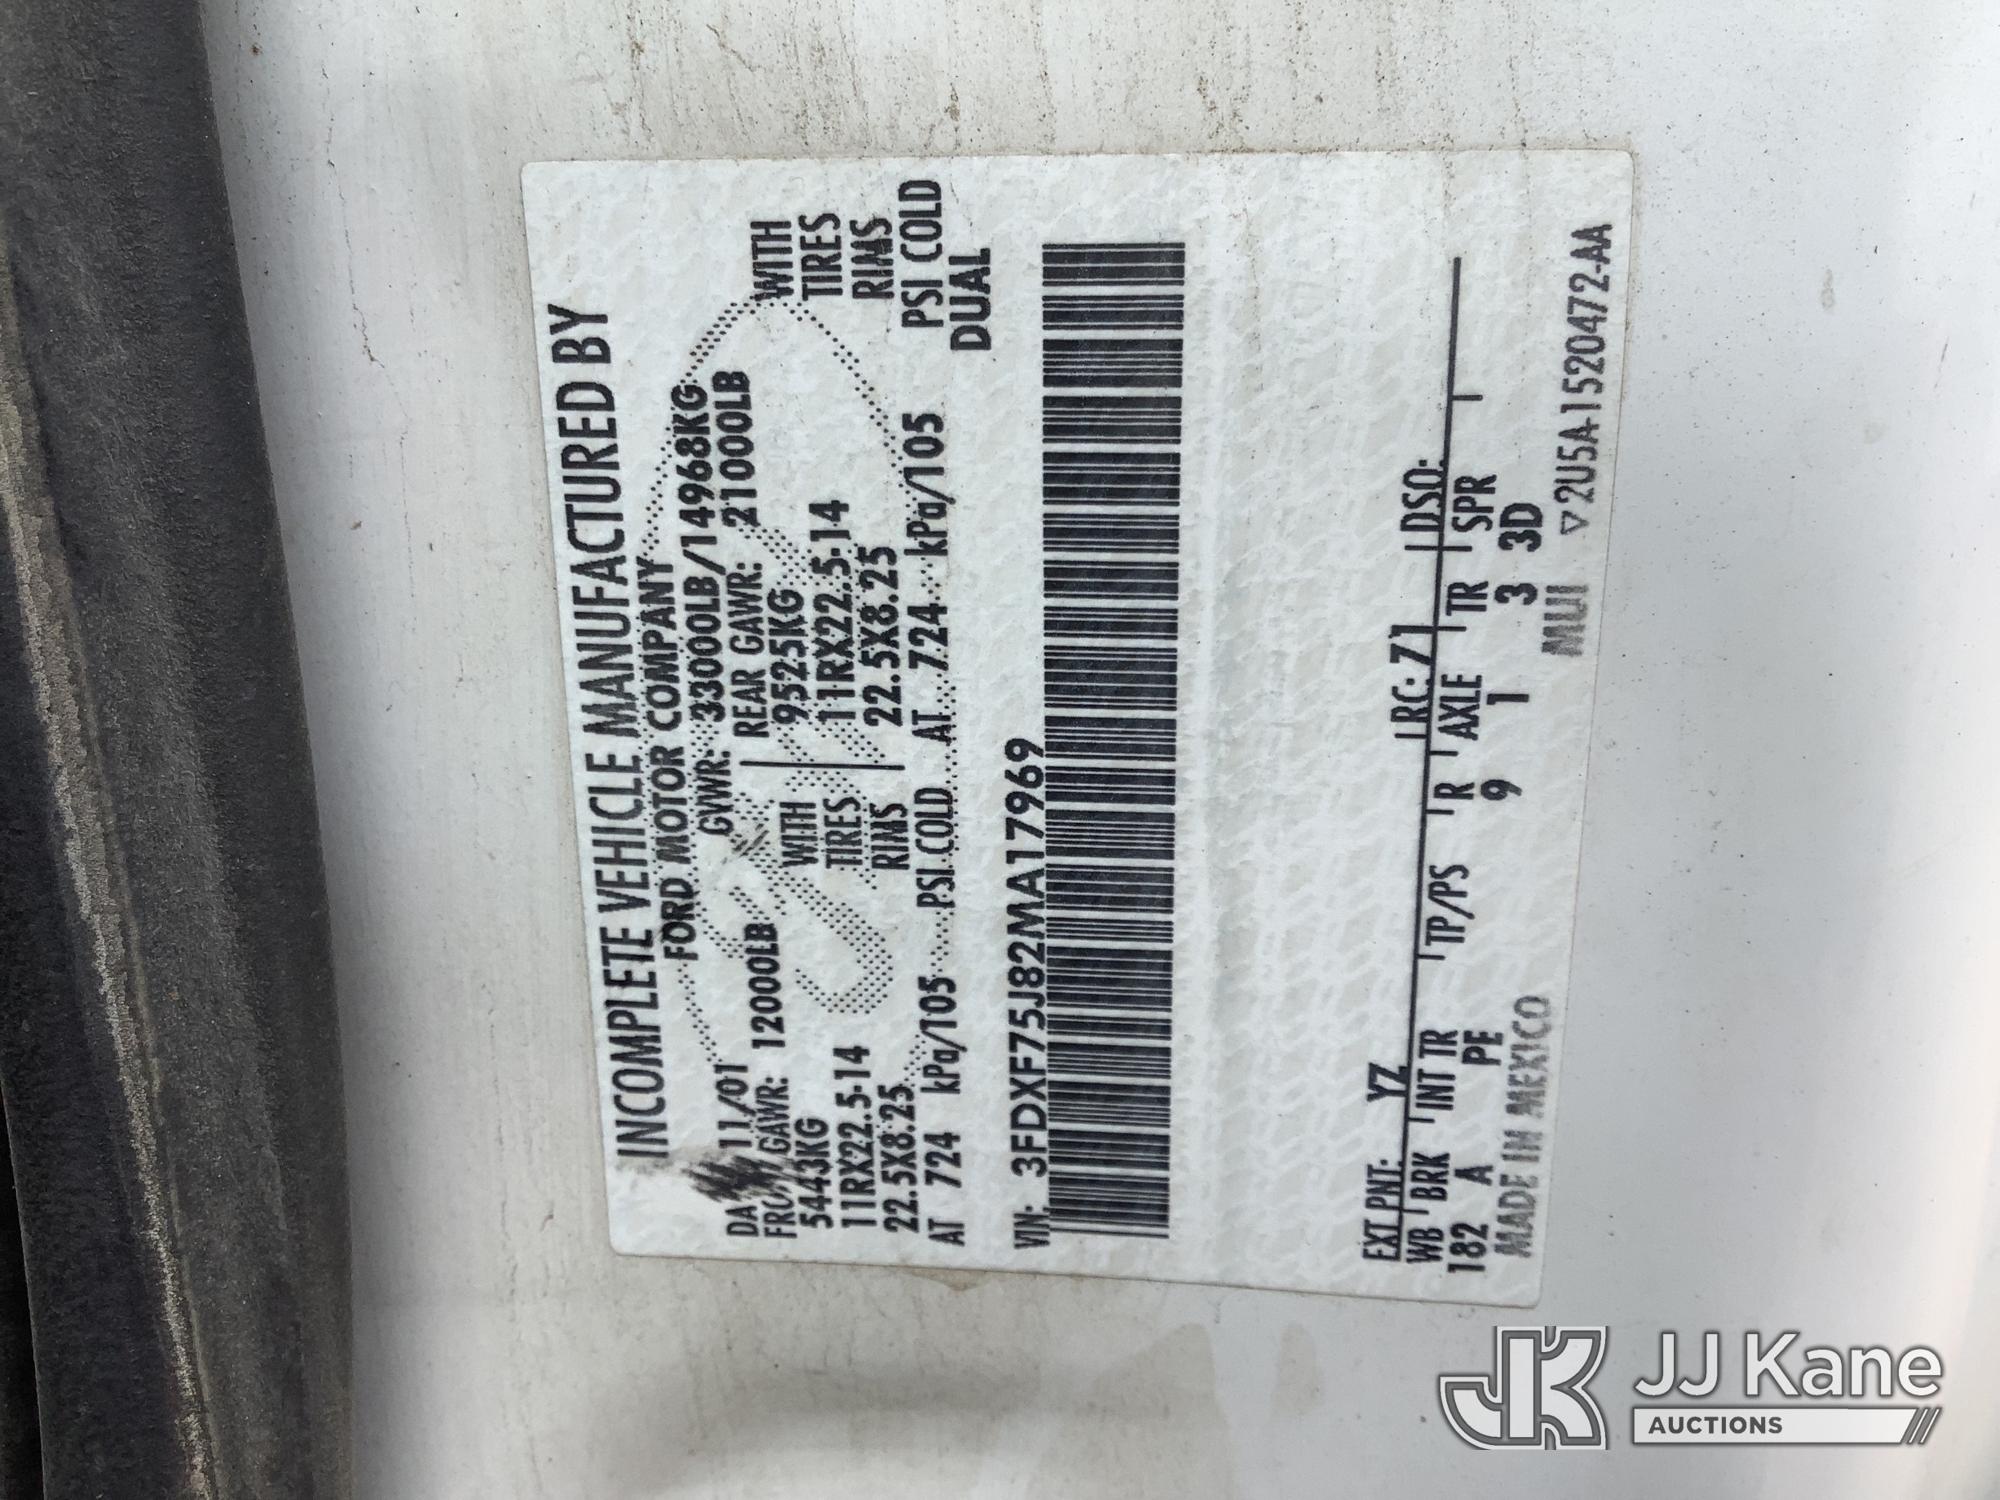 INCOMPLETE VEHICLE MANUFACTURED BY
FORD MOTOR COMPANY
GVWR: 33000LB/14968KG
11/01
GAWR: 12000LB REAR GAWR: 21000LB
5443KG WITH 9525KG WITH
11RX22.5-14 TIRES 11RX22.5-14 TIRES
22.5X8.25 RIMS 22.5X8.25 RIMS
AT 724 kPa/105 PSI COLD AT 724 kPa/105 PSI COLD
DUAL
VIN: 3FDXF75J82MA17969
EXT PNT: YZ RC: 71 DSO:
WB BRK INT TR TP/PS R AXLE TR SPR
182 A PE 9 1 3 3D
MADE IN MEXICO MUI ▽2U5A-1520472-AA
JK JJ Kane
AUCTIONS